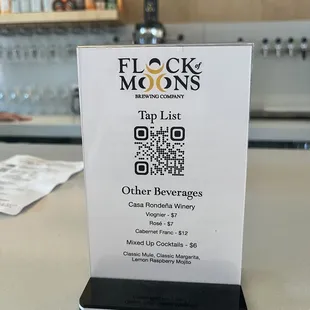 FLOCK of
MOONS
BREWING COMPANY
Tap List
Other Beverages
Casa Rondeña Winery
Viognier - $7
Rosé - $7
Cabernet Franc - $12
Mixed Up Cocktails - $6
Classic Mule, Classic Margarita,
Lemon Raspberry Mojito